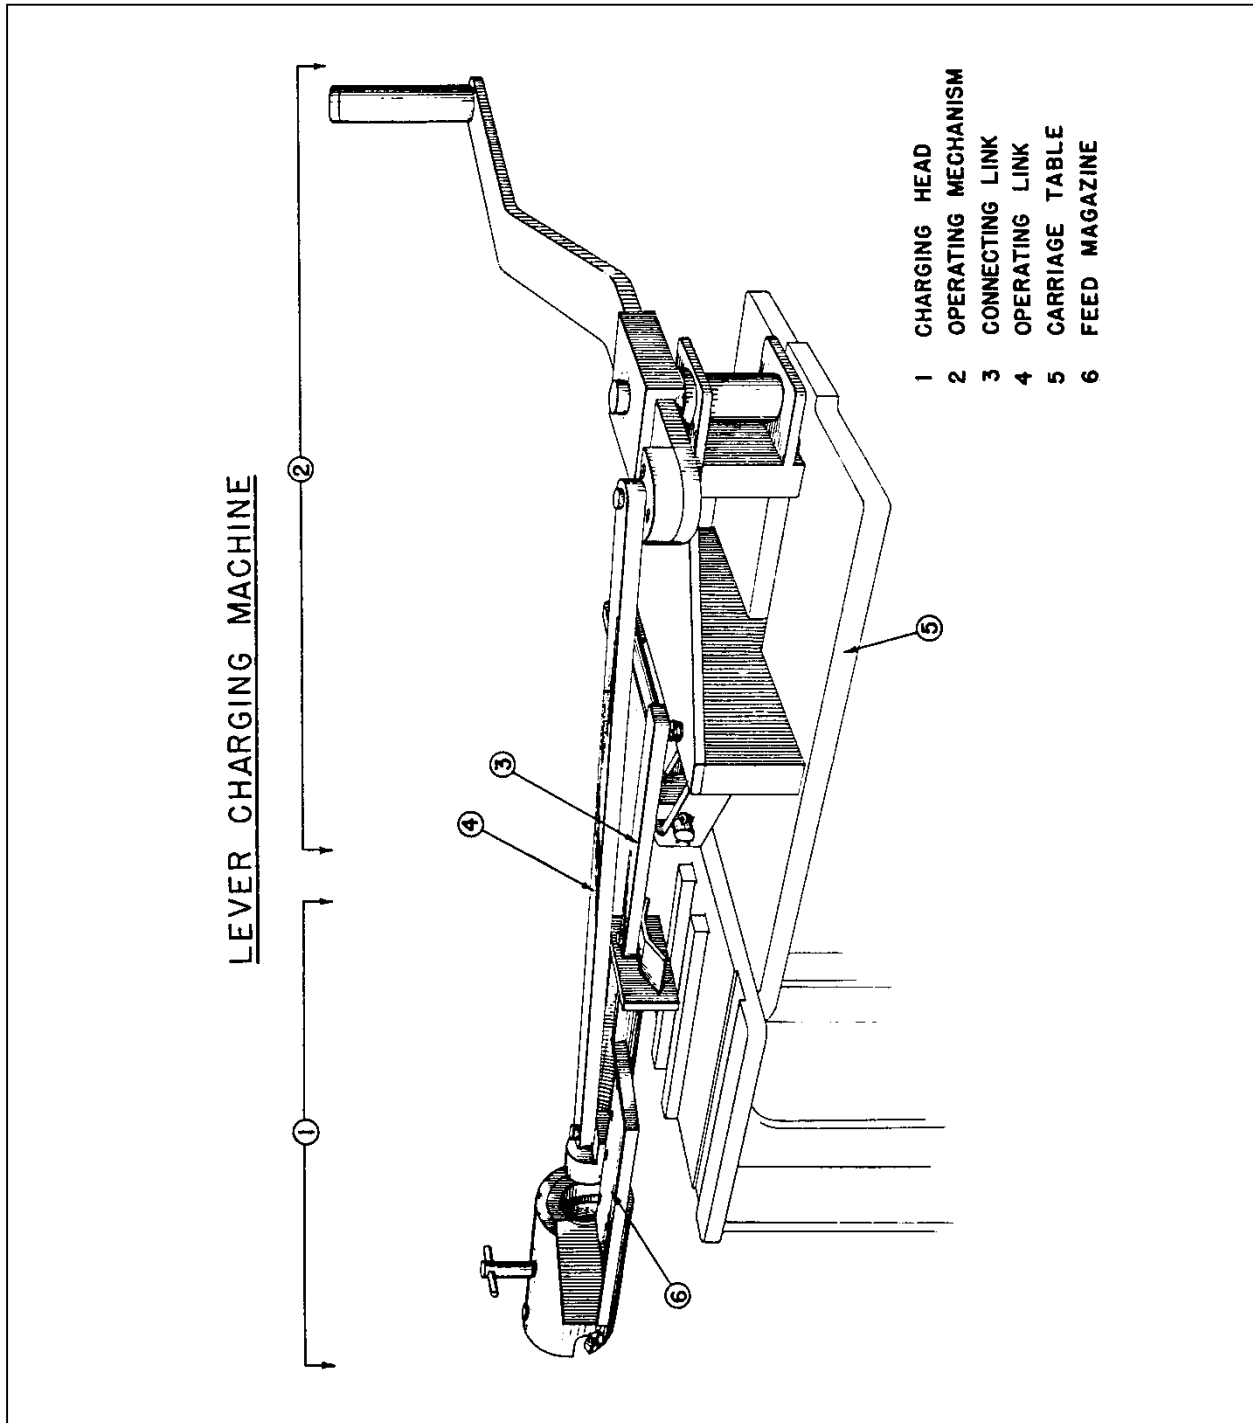 LEVER CHARGING MACHINE
1
2
3
4
5
6
1 CHARGING HEAD
2 OPERATING MECHANISM
3 CONNECTING LINK
4 OPERATING LINK
5 CARRIAGE TABLE
6 FEED MAGAZINE